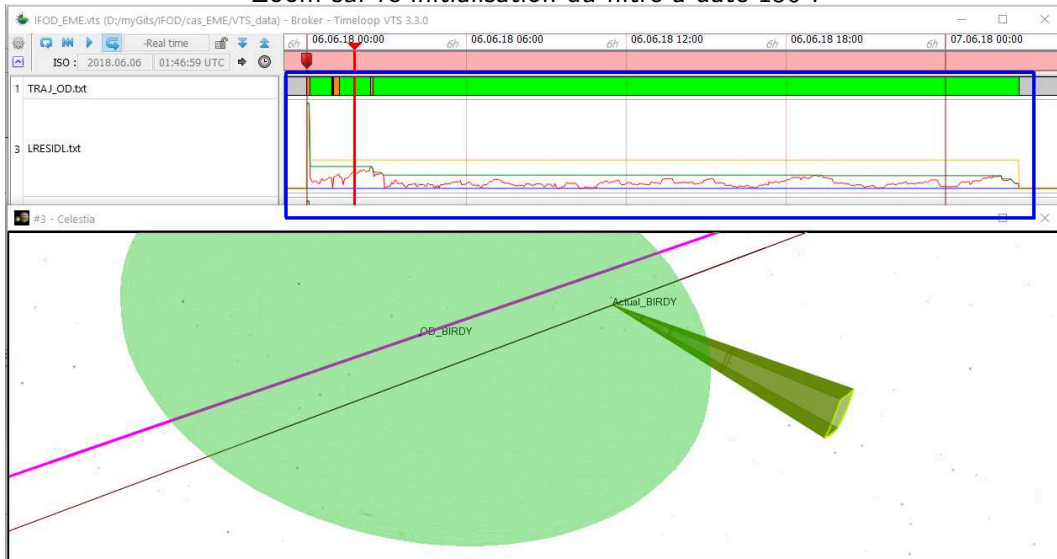 Zoom sur ré-initialisation du filtre à date ISO :
IFOD_EME.vts (D:/myGits/IFOD/cas_EME/VTS_data) - Broker - Timeloop VTS 3.3.0
-Real time
ISO : 2018.06.06 01:46:59 UTC
6h 06.06.18 00:00 6h 06.06.18 06:00 6h 06.06.18 12:00 6h 06.06.18 18:00 6h 07.06.18 00:00
1 TRAJ_OD.txt
3 LRESIDL.txt
#3 - Celestia
Actual_BIRDY
OD_BIRDY